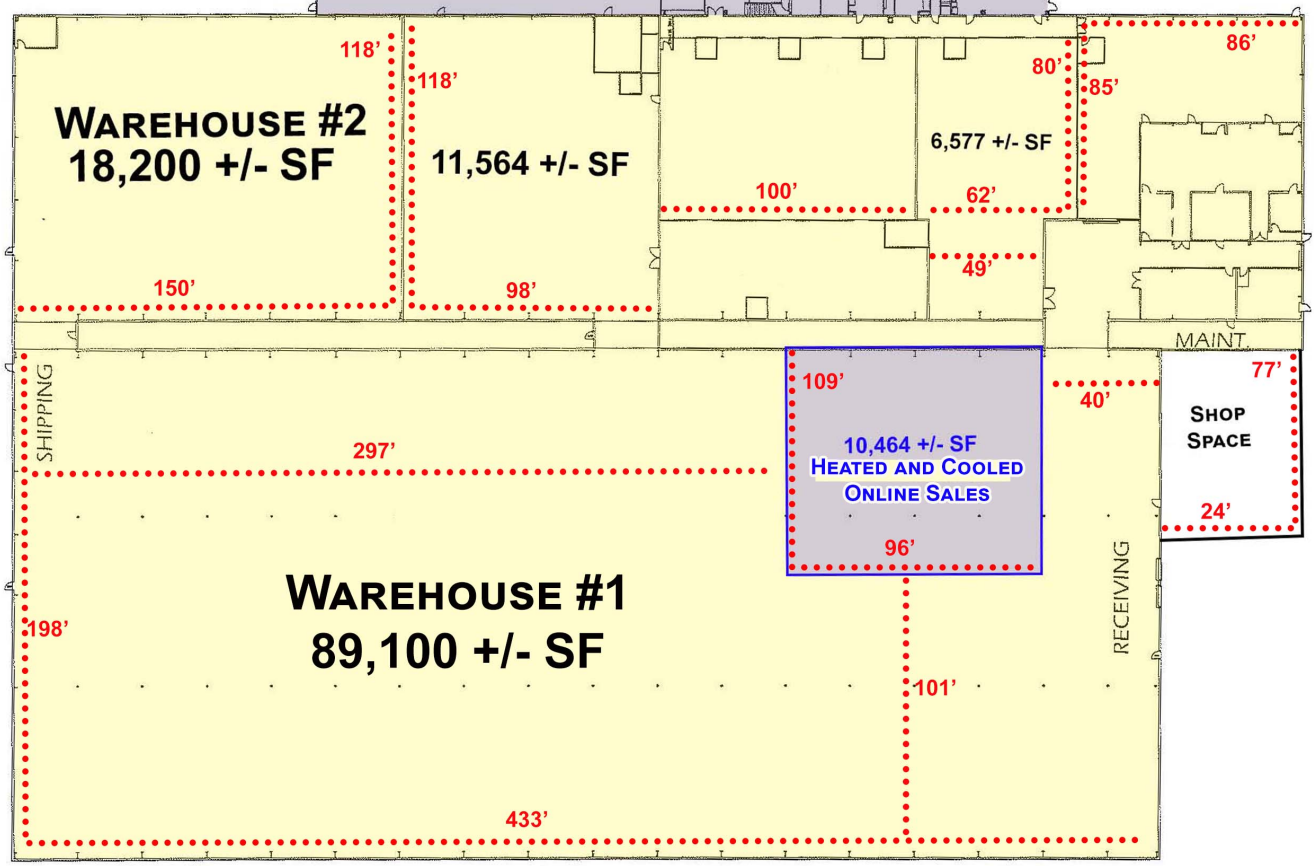 118’
118’
80’
86’
85’
WAREHOUSE #2
18,200 +/- SF
11,564 +/- SF
6,577 +/- SF
100’
62’
49’
150’
98’
MAINT.
SHIPPING
109’
77’
40’
SHOP
SPACE
297’
10,464 +/- SF
HEATED AND COOLED
ONLINE SALES
24’
96’
RECEIVING
WAREHOUSE #1
89,100 +/- SF
198’
101’
433’